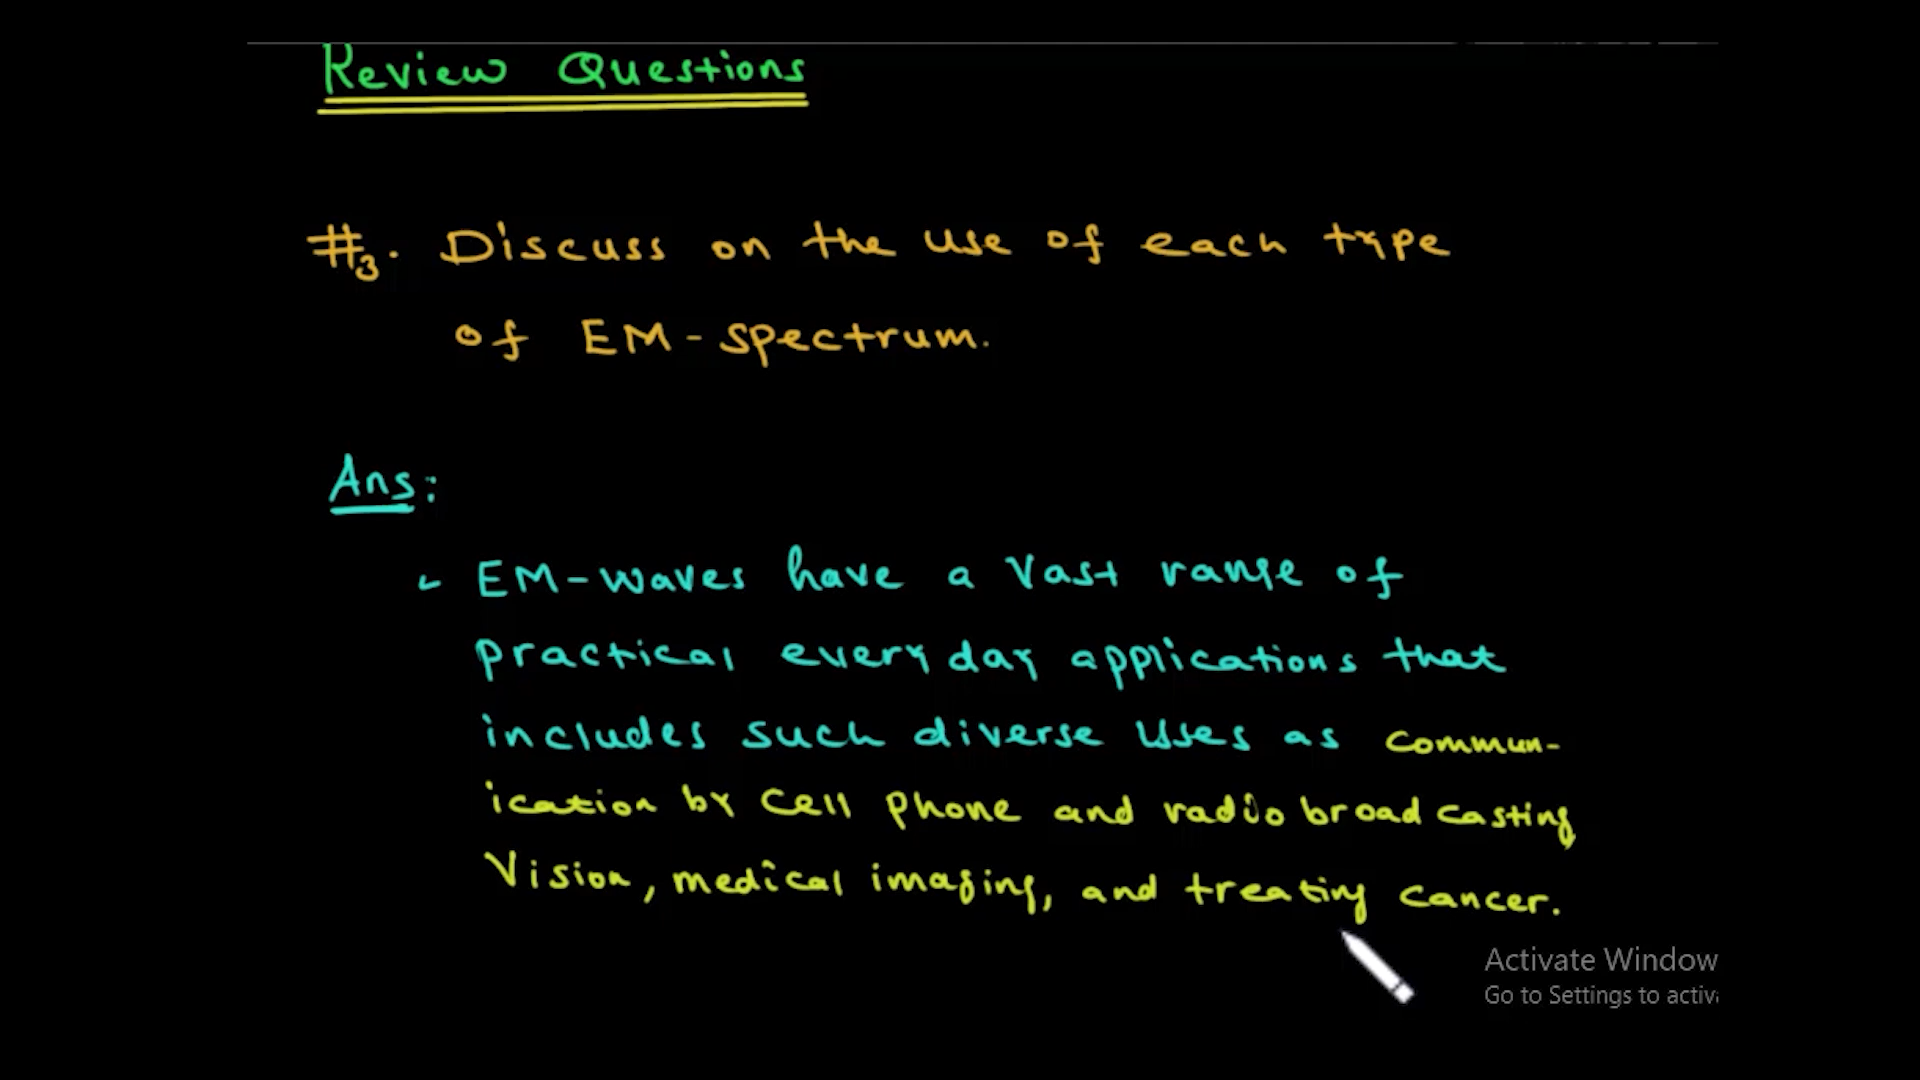 Review Questions
#3. Discuss on the use of each type
of EM-spectrum.
Ans:
EM-waves have a vast range of
practical everyday applications that
includes such diverse uses as commun-
ication by cell phone and radio broadcasting
Vision, medical imaging, and treating cancer.
Activate Window
Go to Settings to activ